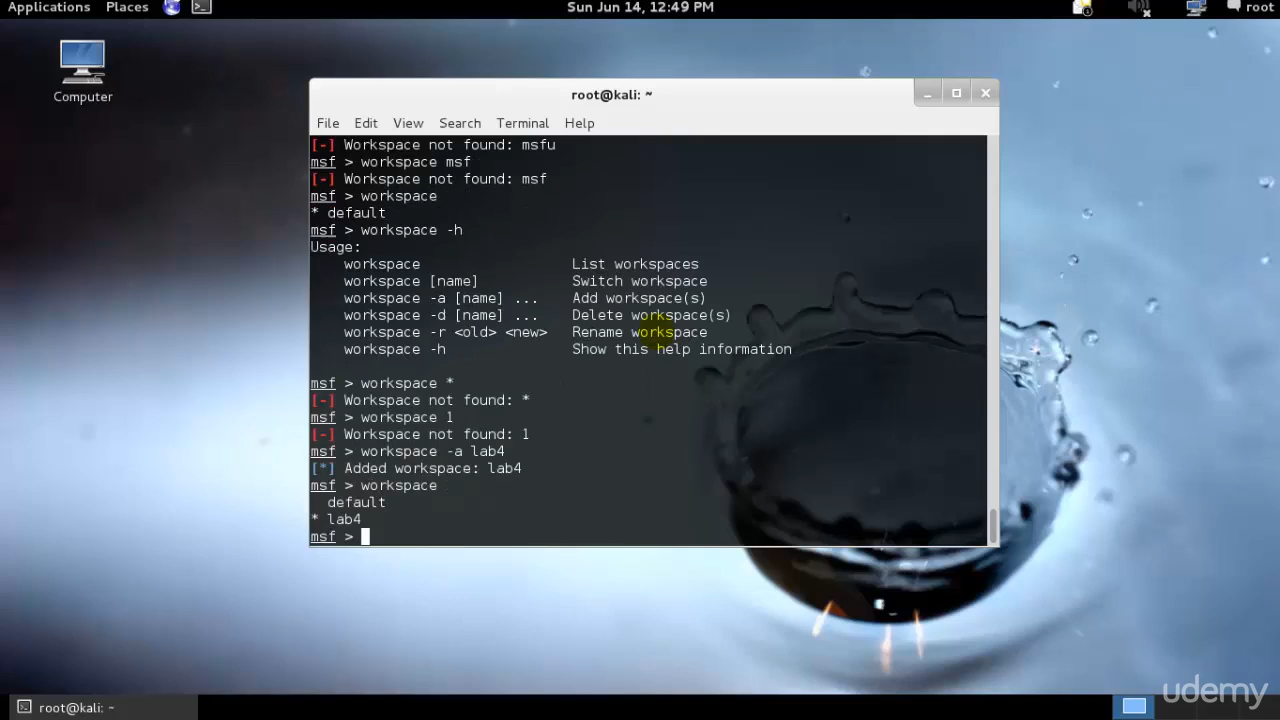 Applications Places Sun Jun 14, 12:49 PM root
Computer
root@kali: ~
File Edit View Search Terminal Help
[-] Workspace not found: msfu
msf > workspace msf
[-] Workspace not found: msf
msf > workspace
* default
msf > workspace -h
Usage:
workspace List workspaces
workspace [name] Switch workspace
workspace -a [name] ... Add workspace(s)
workspace -d [name] ... Delete workspace(s)
workspace -r <old> <new> Rename workspace
workspace -h Show this help information
msf > workspace *
[-] Workspace not found: *
msf > workspace 1
[-] Workspace not found: 1
msf > workspace -a lab4
[*] Added workspace: lab4
msf > workspace
default
* lab4
msf >
root@kali: ~
udemy